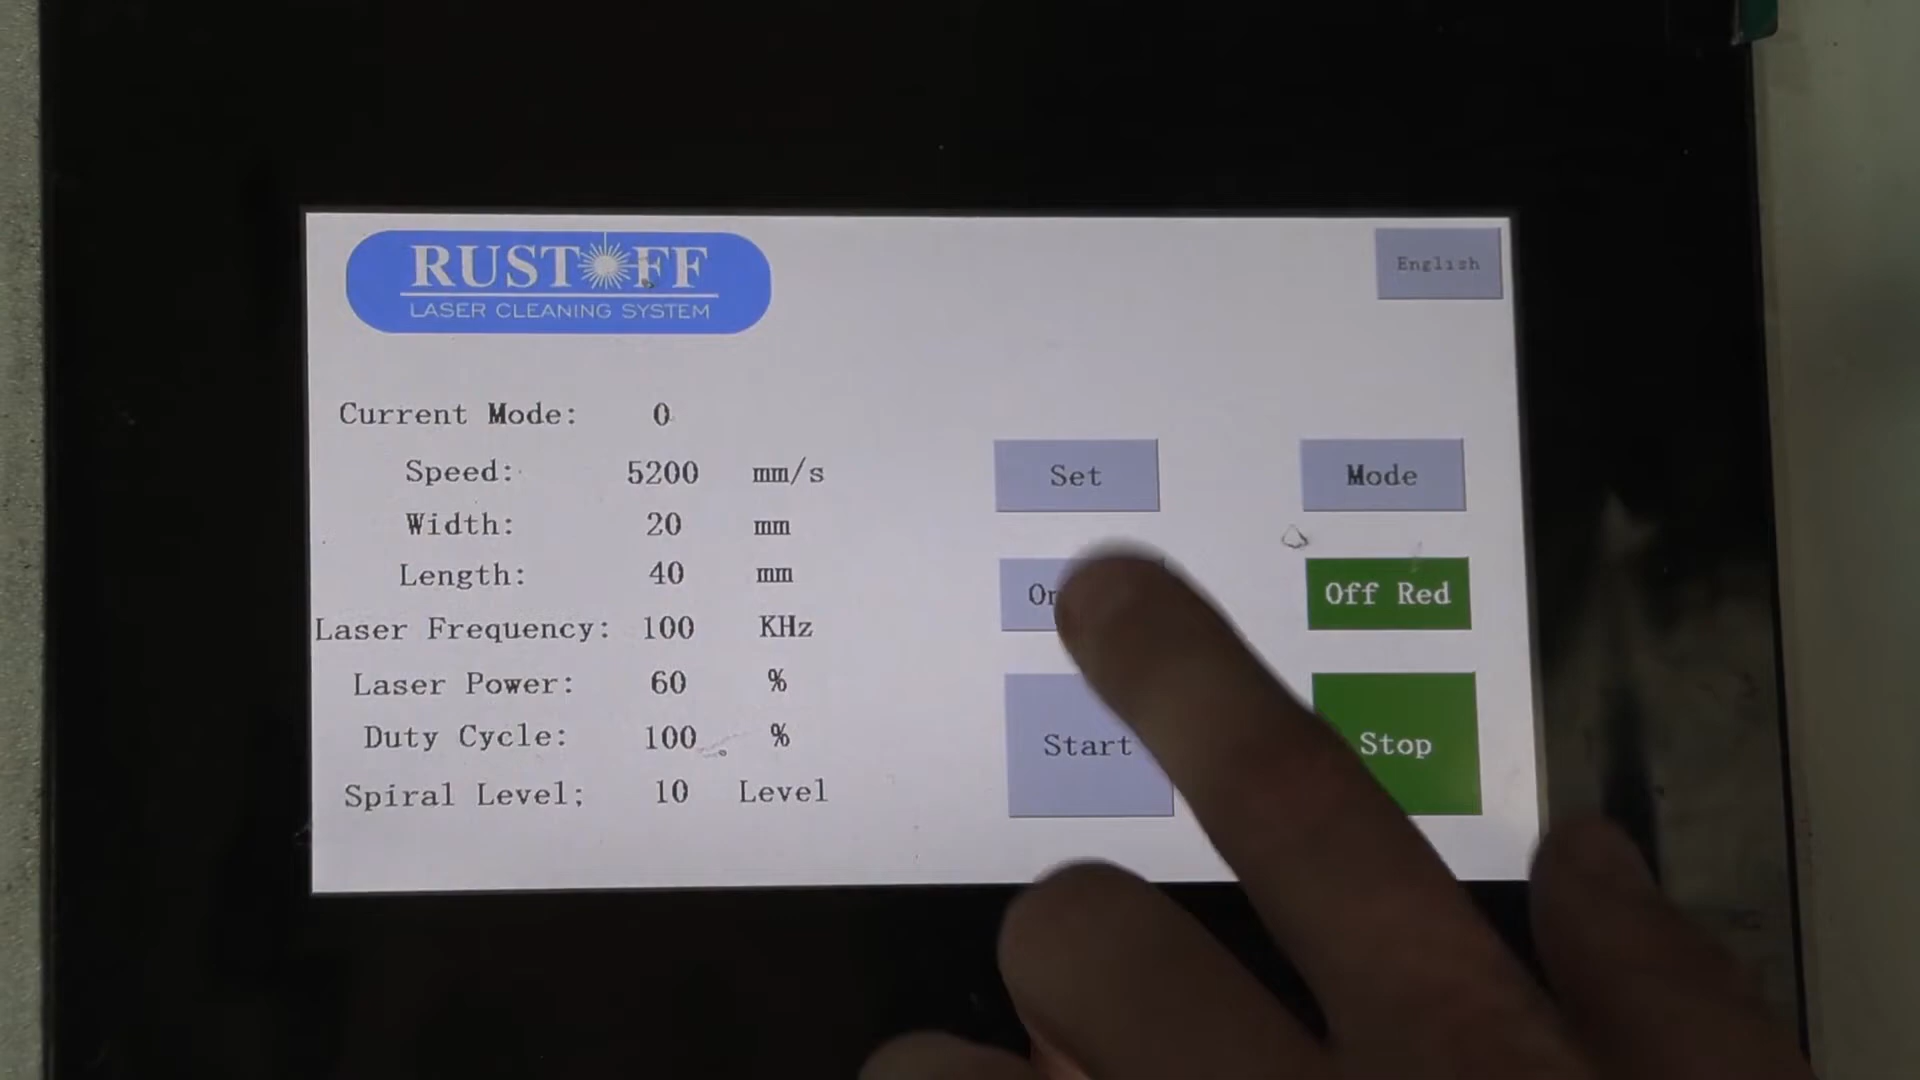 RUSTOFF
LASER CLEANING SYSTEM
English
Current Mode: 0
Speed: 5200 mm/s
Width: 20 mm
Length: 40 mm
Laser Frequency: 100 KHz
Laser Power: 60 %
Duty Cycle: 100 %
Spiral Level; 10 Level
Set
Mode
Off Red
Start
Stop